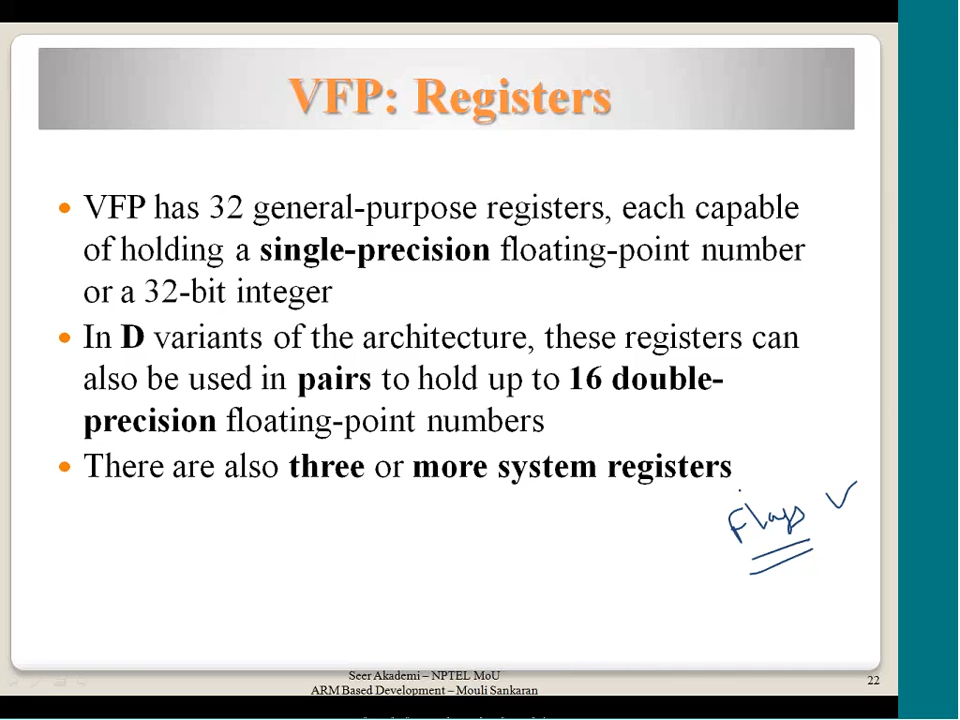 VFP: Registers
VFP has 32 general-purpose registers, each capable
of holding a single-precision floating-point number
or a 32-bit integer
In D variants of the architecture, these registers can
also be used in pairs to hold up to 16 double-
precision floating-point numbers
There are also three or more system registers
Flags
Seer Akademi – NPTEL MoU
ARM Based Development – Mouli Sankaran
22